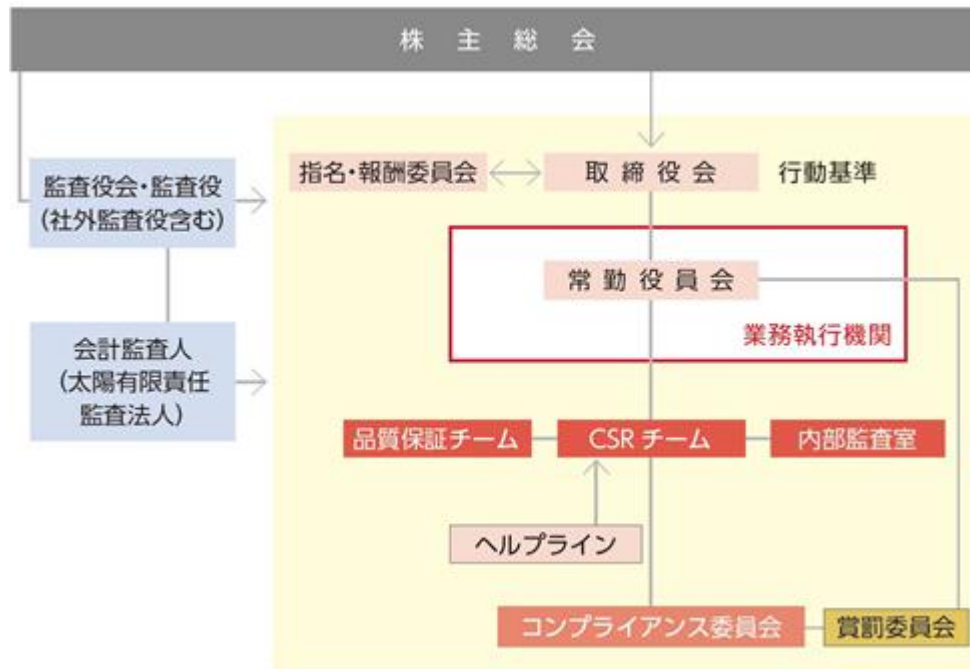 株主総会
指名・報酬委員会
取締役会
行動基準
監査役会・監査役
(社外監査役含む)
常勤役員会
業務執行機関
会計監査人
(太陽有限責任
監査法人)
品質保証チーム
CSR チーム
内部監査室
ヘルプライン
コンプライアンス委員会
賞罰委員会